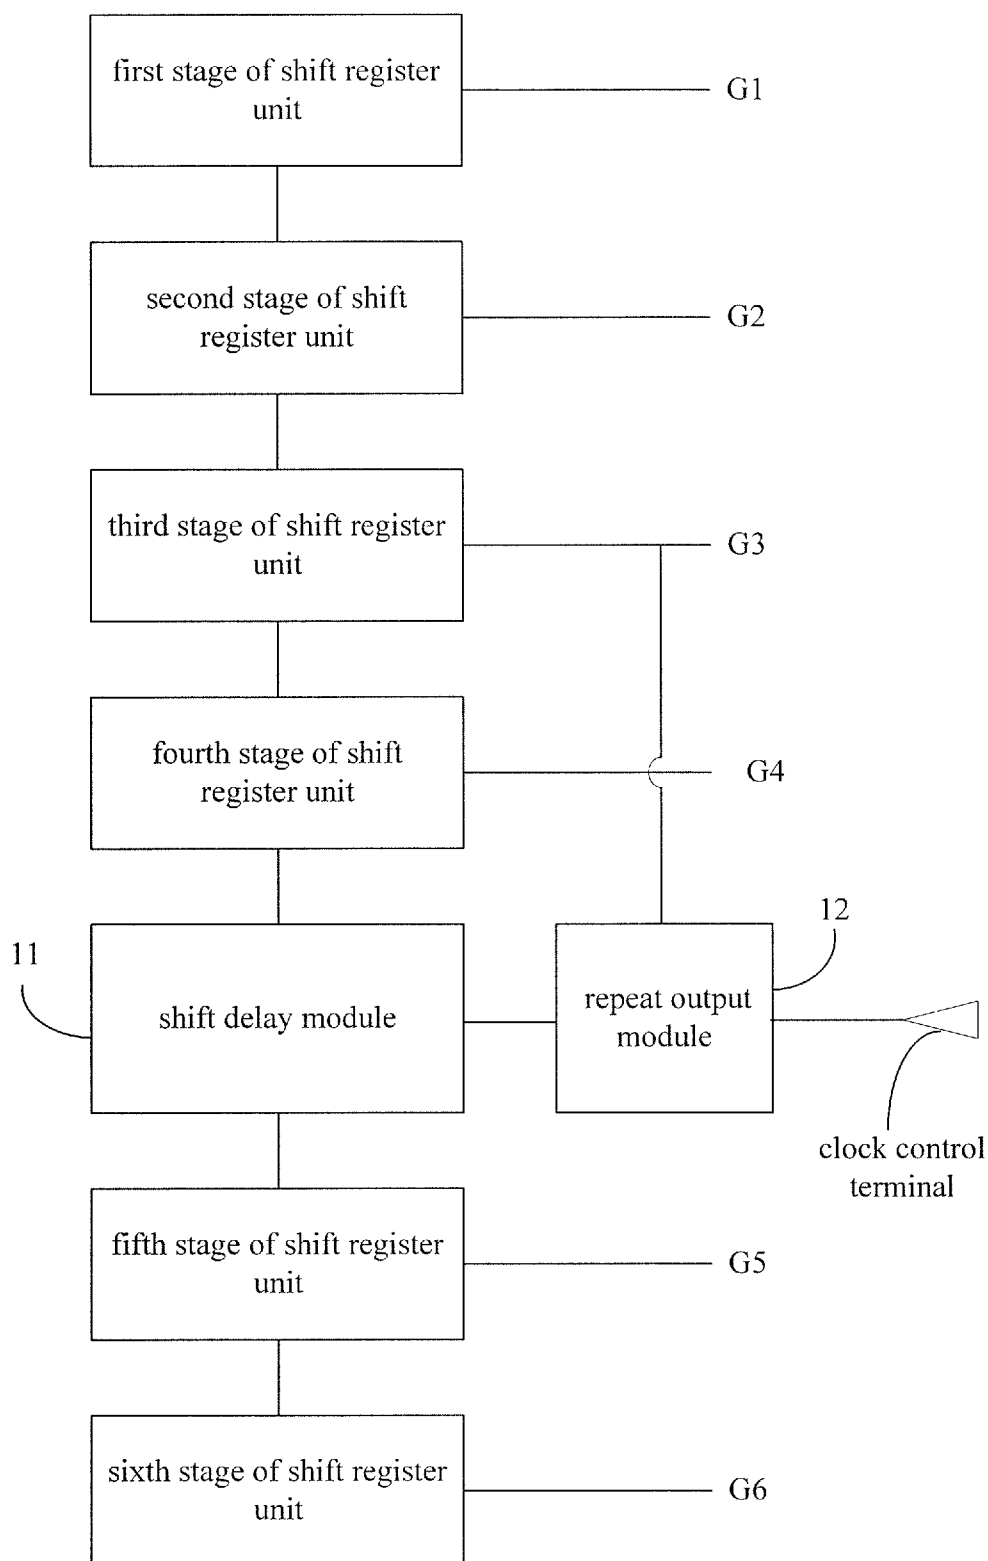 first stage of shift register
unit
G1
second stage of shift
register unit
G2
third stage of shift register
unit
G3
fourth stage of shift
register unit
G4
12
11
shift delay module
repeat output
module
clock control
terminal
fifth stage of shift register
unit
G5
sixth stage of shift register
unit
G6